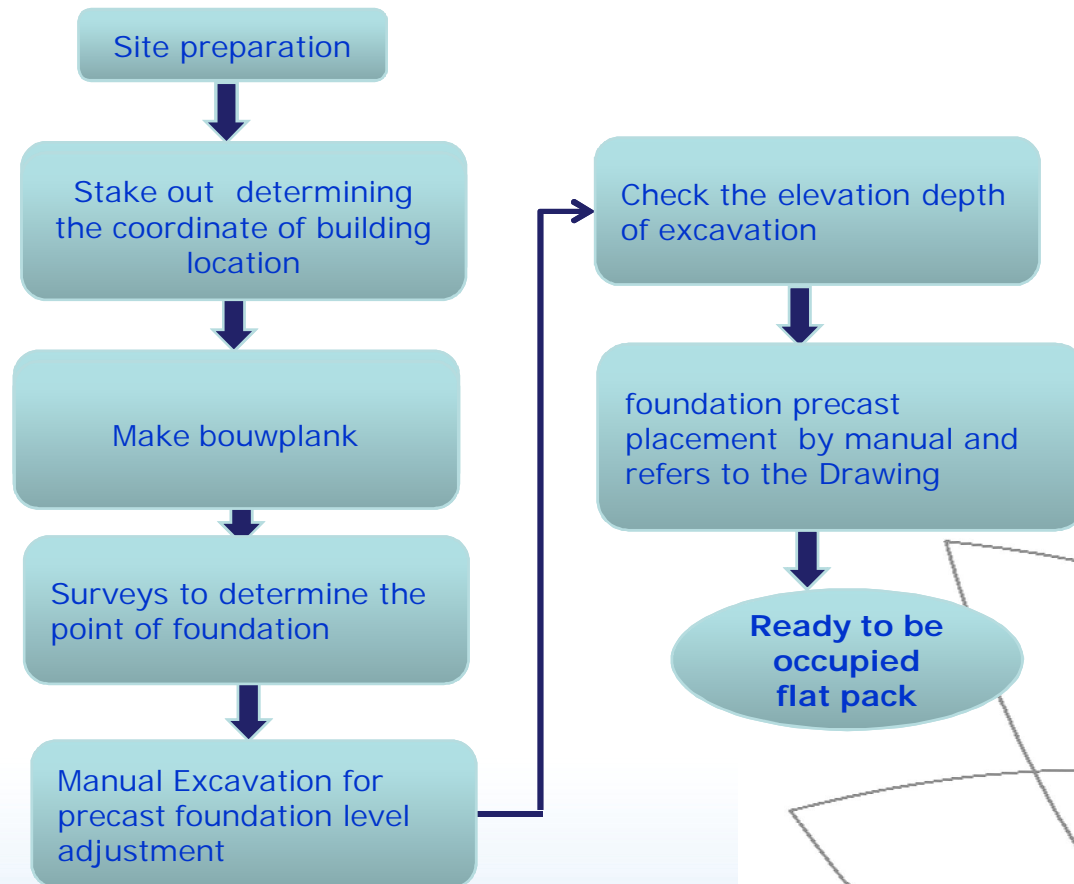 Site preparation
Stake out determining
the coordinate of building
location
Make bouwplank
Surveys to determine the
point of foundation
Manual Excavation for
precast foundation level
adjustment
Check the elevation depth
of excavation
foundation precast
placement by manual and
refers to the Drawing
Ready to be
occupied
flat pack